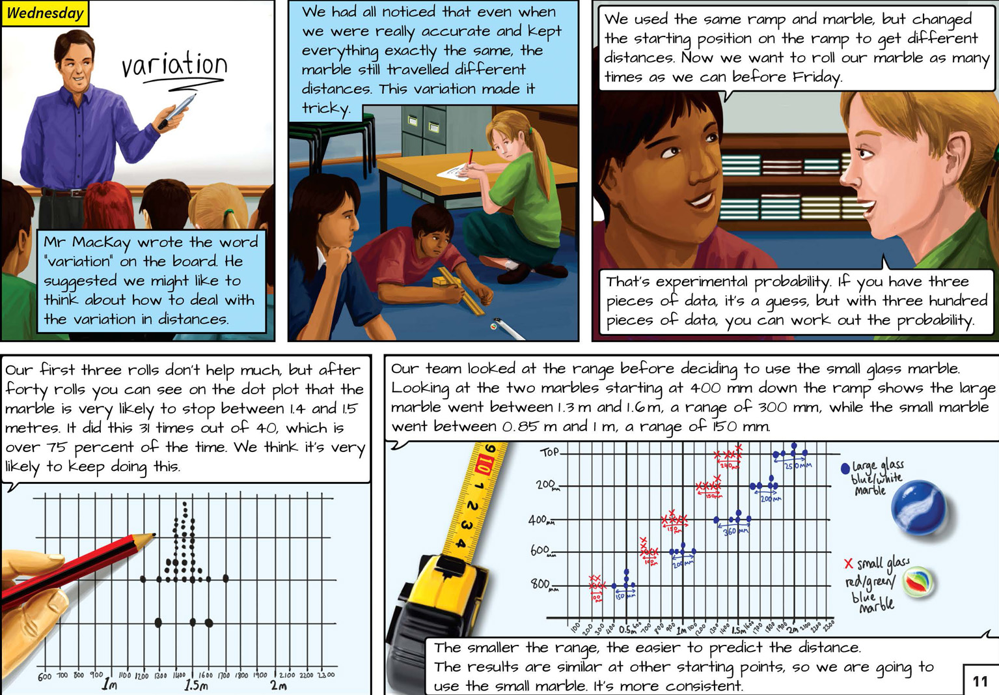 Wednesday
variation
Mr MacKay wrote the word
"variation" on the board. He
suggested we might like to
think about how to deal with
the variation in distances.
We had all noticed that even when
we were really accurate and kept
everything exactly the same, the
marble still travelled different
distances. This variation made it
tricky.
We used the same ramp and marble, but changed
the starting position on the ramp to get different
distances. Now we want to roll our marble as many
times as we can before Friday.
That's experimental probability. If you have three
pieces of data, it's a guess, but with three hundred
pieces of data, you can work out the probability.
Our first three rolls don't help much, but after
forty rolls you can see on the dot plot that the
marble is very likely to stop between 1.4 and 1.5
metres. It did this 31 times out of 40, which is
over 75 percent of the time. We think it's very
likely to keep doing this.
600 700 800 900 1m 1100 1200 1300 1400 1.5m 1600 1700 1800 1900 2m 2100 2200 2300
Our team looked at the range before deciding to use the small glass marble.
Looking at the two marbles starting at 400 mm down the ramp shows the large
marble went between 1.3 m and 1.6 m, a range of 300 mm, while the small marble
went between 0.85 m and 1 m, a range of 150 mm.
9 10 1 2 3 4
TOP
240mm
250mm
200mm
150mm
200mm
400mm
150mm
360mm
600mm
100m
200mm
800mm
00
150mm
100 200 300 400 0.5m 600 700 800 900 1m 1100 1200 1300 1400 1.5m 1600 1700 1800 1900 2m 2100 2200 2300
large glass
blue/white
marble
x small glass
red/green/
blue
marble
The smaller the range, the easier to predict the distance.
The results are similar at other starting points, so we are going to
use the small marble. It's more consistent.
11